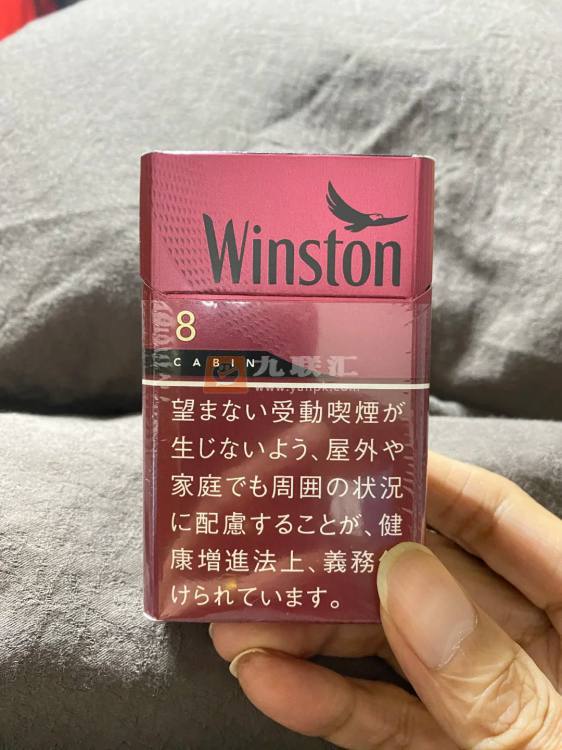 Winston
8
CABIN
九联汇
www.yanpk.com
望まない受動喫煙が
生じないよう、屋外や
家庭でも周囲の状況
に配慮することが、健
康増進法上、義務
けられています。